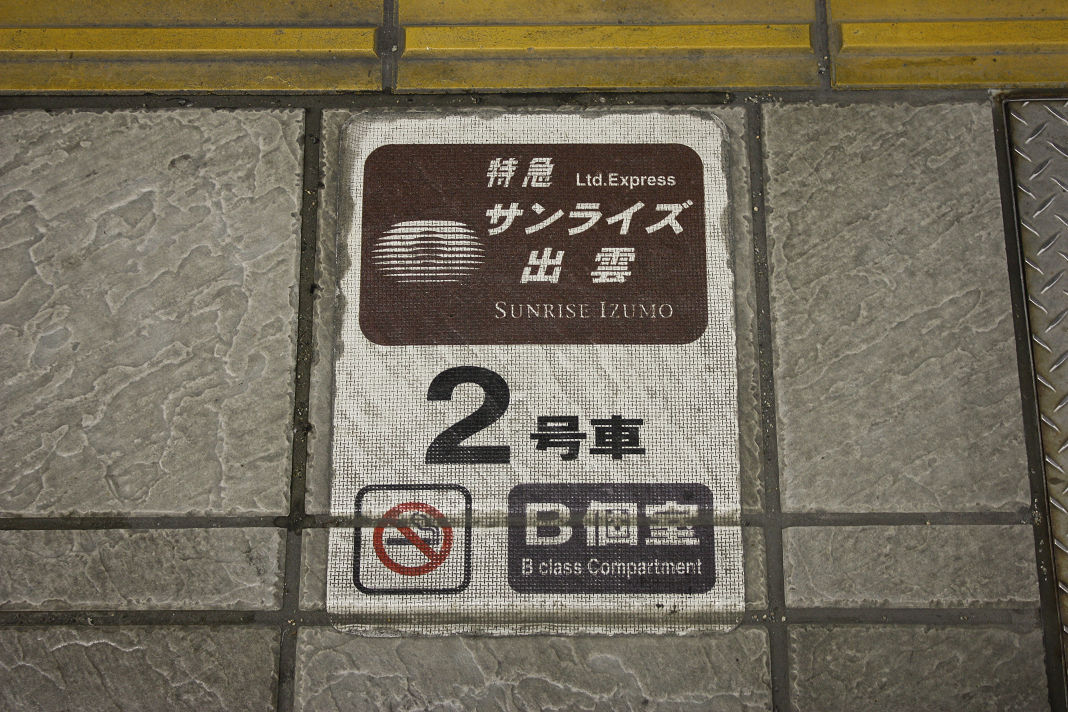 特急 Ltd.Express
サンライズ
出雲
SUNRISE IZUMO
2号車
B個室
B class Compartment